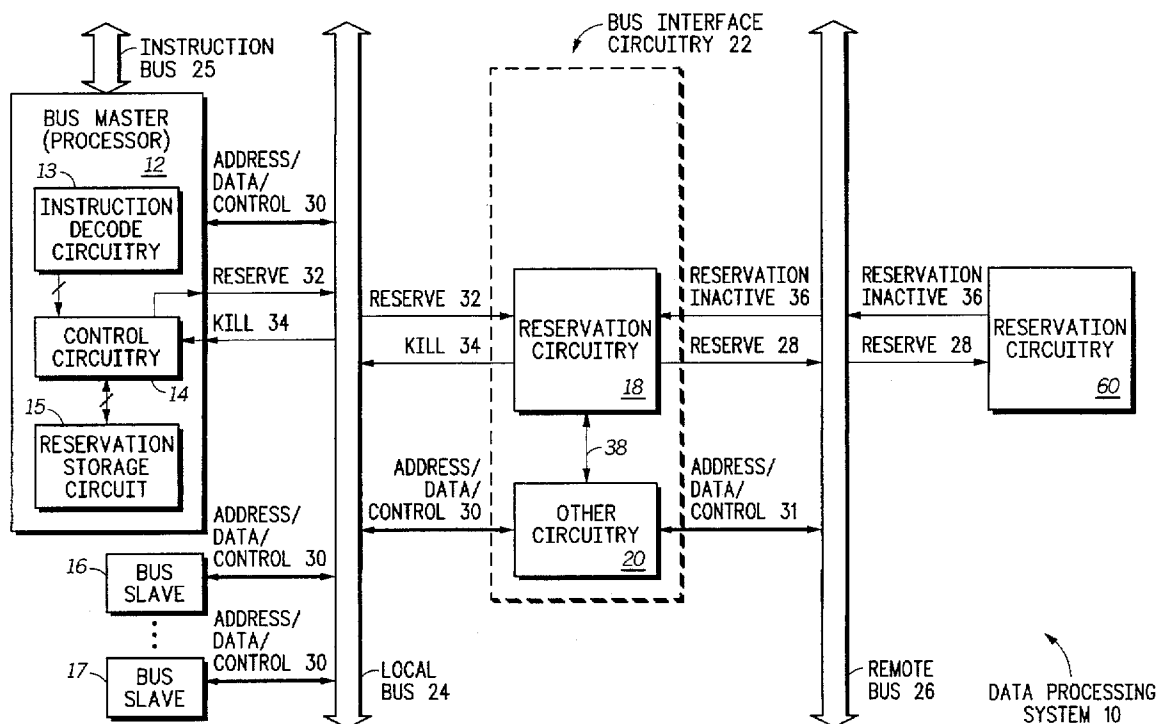 INSTRUCTION
BUS 25
BUS INTERFACE
CIRCUITRY 22
BUS MASTER
(PROCESSOR)
12
13
INSTRUCTION
DECODE
CIRCUITRY
ADDRESS/
DATA/
CONTROL 30
RESERVE 32
KILL 34
CONTROL
CIRCUITRY
14
15
RESERVATION
STORAGE
CIRCUIT
RESERVE 32
KILL 34
RESERVATION
CIRCUITRY
18
RESERVATION
INACTIVE 36
RESERVE 28
RESERVATION
INACTIVE 36
RESERVE 28
RESERVATION
CIRCUITRY
60
38
ADDRESS/
DATA/
CONTROL 30
OTHER
CIRCUITRY
20
ADDRESS/
DATA/
CONTROL 31
ADDRESS/
DATA/
CONTROL 30
16
BUS
SLAVE
ADDRESS/
DATA/
CONTROL 30
17
BUS
SLAVE
LOCAL
BUS 24
REMOTE
BUS 26
DATA PROCESSING
SYSTEM 10